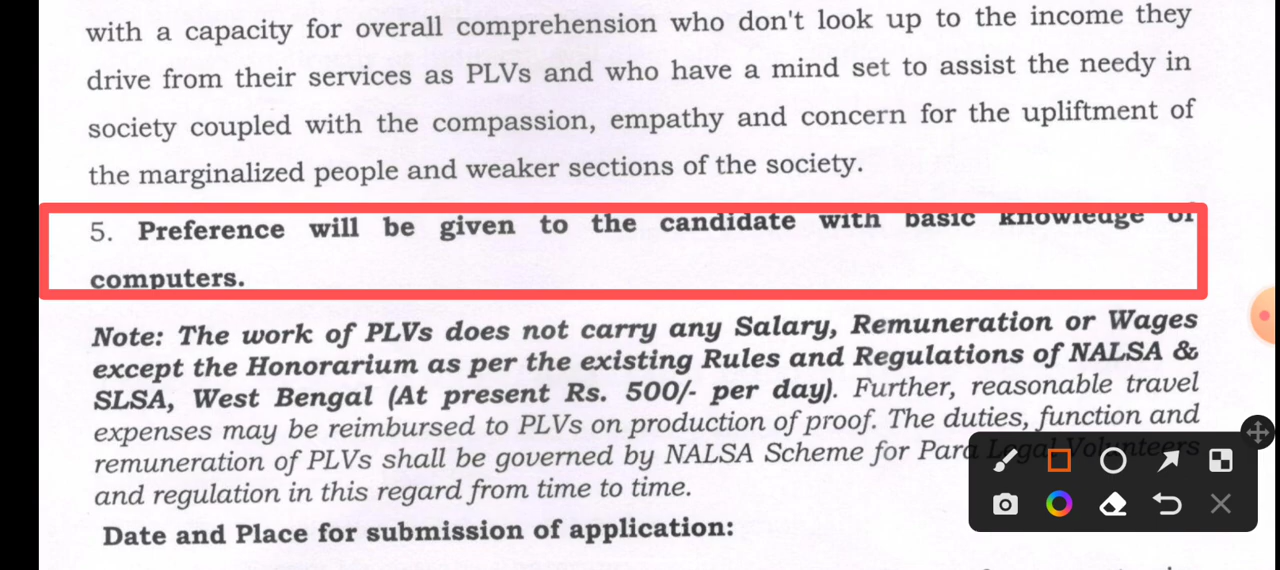 with a capacity for overall comprehension who don't look up to the income they
drive from their services as PLVs and who have a mind set to assist the needy in
society coupled with the compassion, empathy and concern for the upliftment of
the marginalized people and weaker sections of the society.
5. Preference will be given to the candidate with basic knowledge of
computers.
Note: The work of PLVs does not carry any Salary, Remuneration or Wages
except the Honorarium as per the existing Rules and Regulations of NALSA &
SLSA, West Bengal (At present Rs. 500/- per day). Further, reasonable travel
expenses may be reimbursed to PLVs on production of proof. The duties, function and
remuneration of PLVs shall be governed by NALSA Scheme for Para Legal Volunteers
and regulation in this regard from time to time.
Date and Place for submission of application: